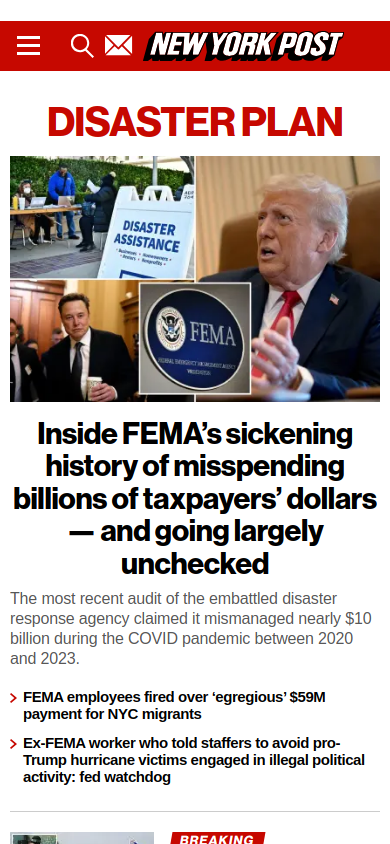 NEW YORK POST
DISASTER PLAN
DISASTER
ASSISTANCE
FEMA
FEDERAL EMERGENCY MANAGEMENT AGENCY
Inside FEMA’s sickening
history of misspending
billions of taxpayers’ dollars
— and going largely
unchecked
The most recent audit of the embattled disaster
response agency claimed it mismanaged nearly $10
billion during the COVID pandemic between 2020
and 2023.
FEMA employees fired over ‘egregious’ $59M
payment for NYC migrants
Ex-FEMA worker who told staffers to avoid pro-
Trump hurricane victims engaged in illegal political
activity: fed watchdog
BREAKING